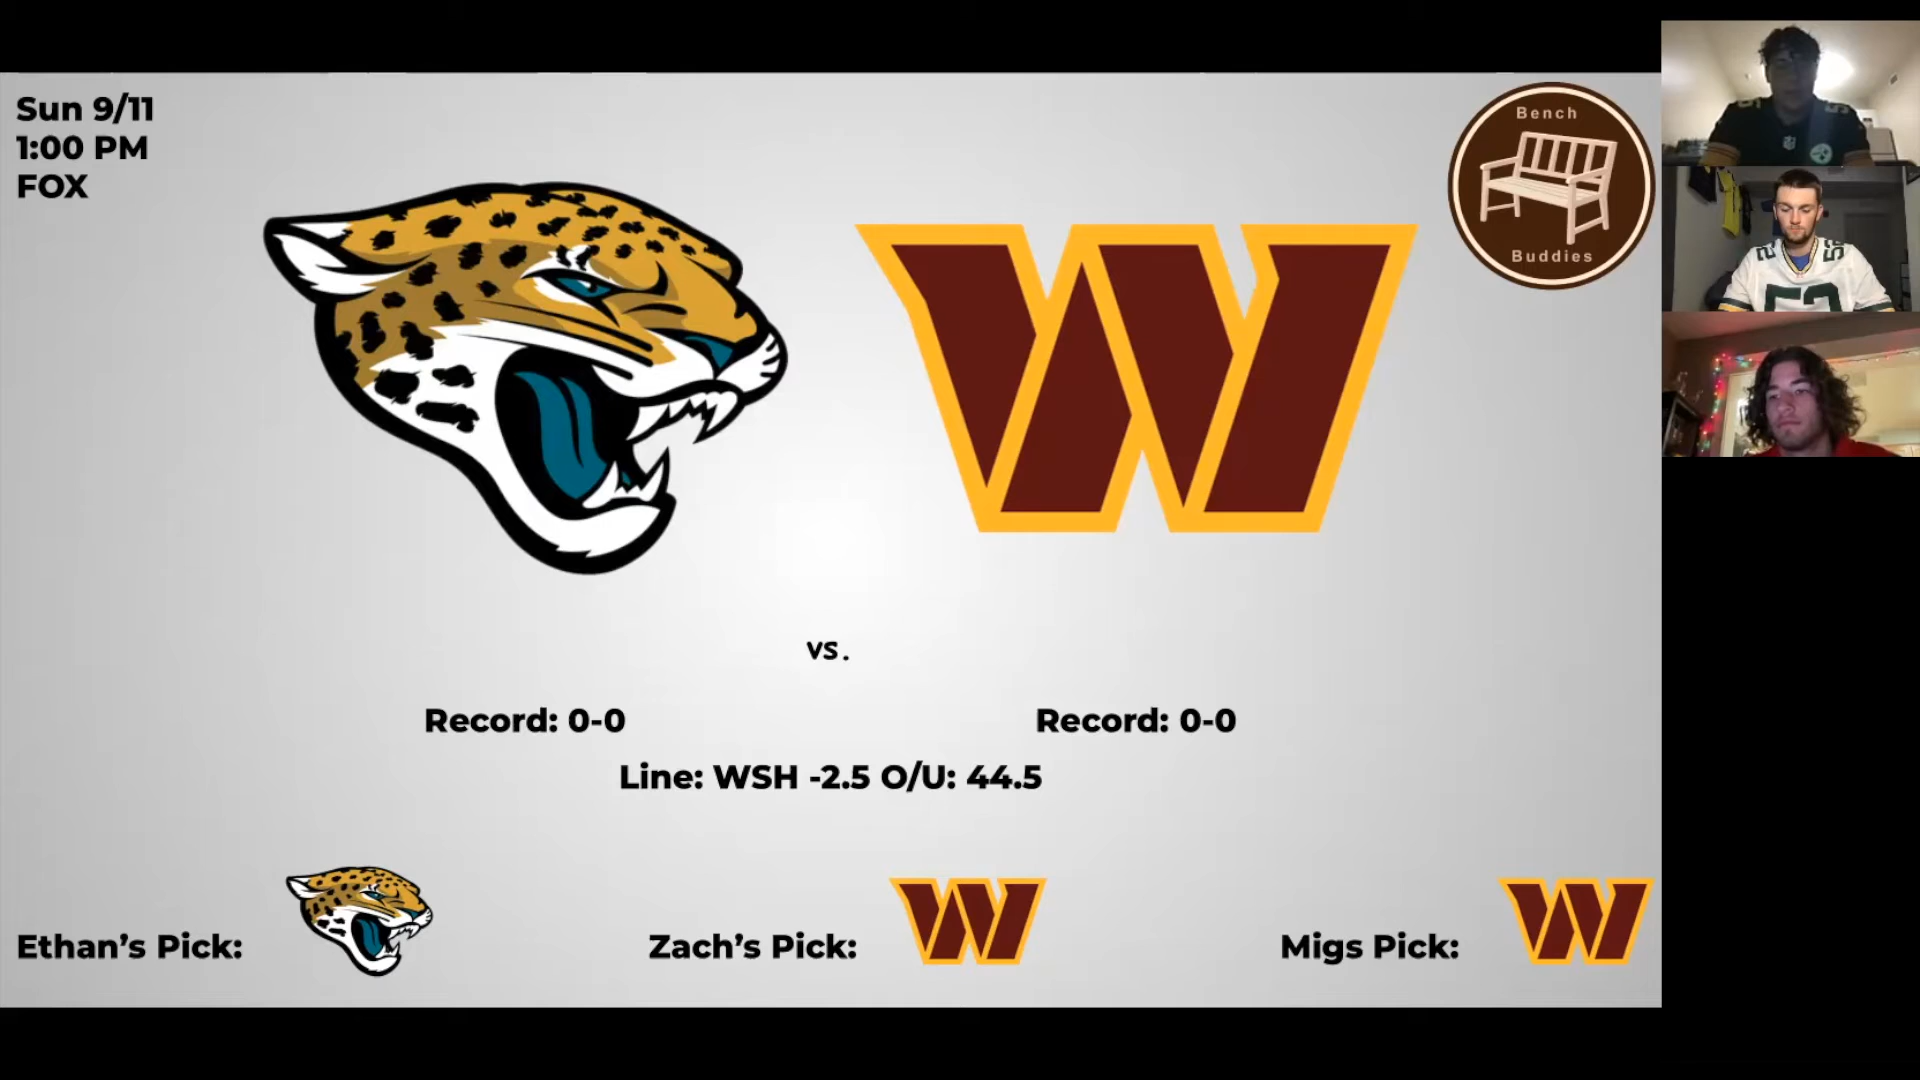 Sun 9/11
1:00 PM
FOX
Bench
Buddies
W
vs.
Record: 0-0
Record: 0-0
Line: WSH -2.5 O/U: 44.5
Ethan’s Pick:
Zach’s Pick:
W
Migs Pick:
W
52